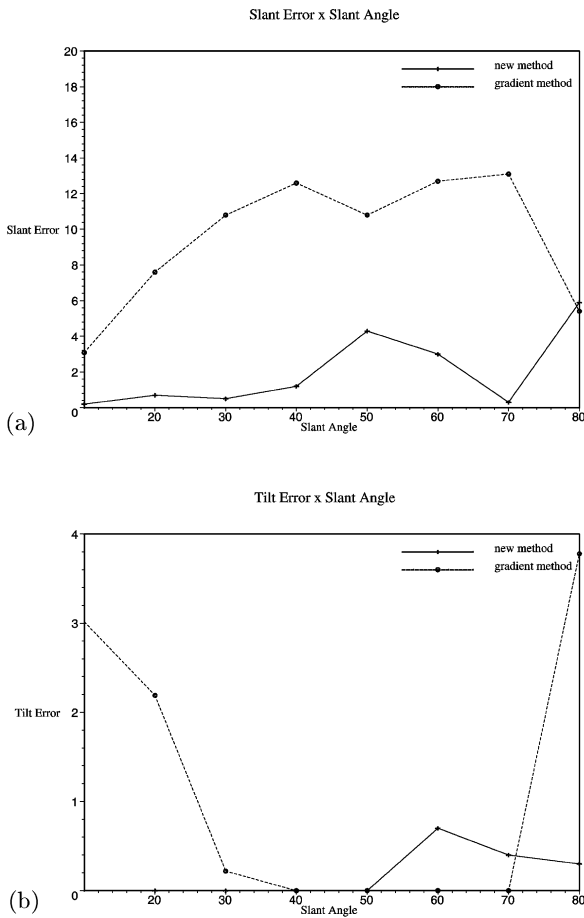 Slant Error x Slant Angle
20
18
16
14
12
10
8
6
4
2
0
Slant Error
new method
gradient method
20 30 40 50 60 70 80
Slant Angle
(a)
Tilt Error x Slant Angle
4
3
2
1
0
Tilt Error
new method
gradient method
20 30 40 50 60 70 80
Slant Angle
(b)